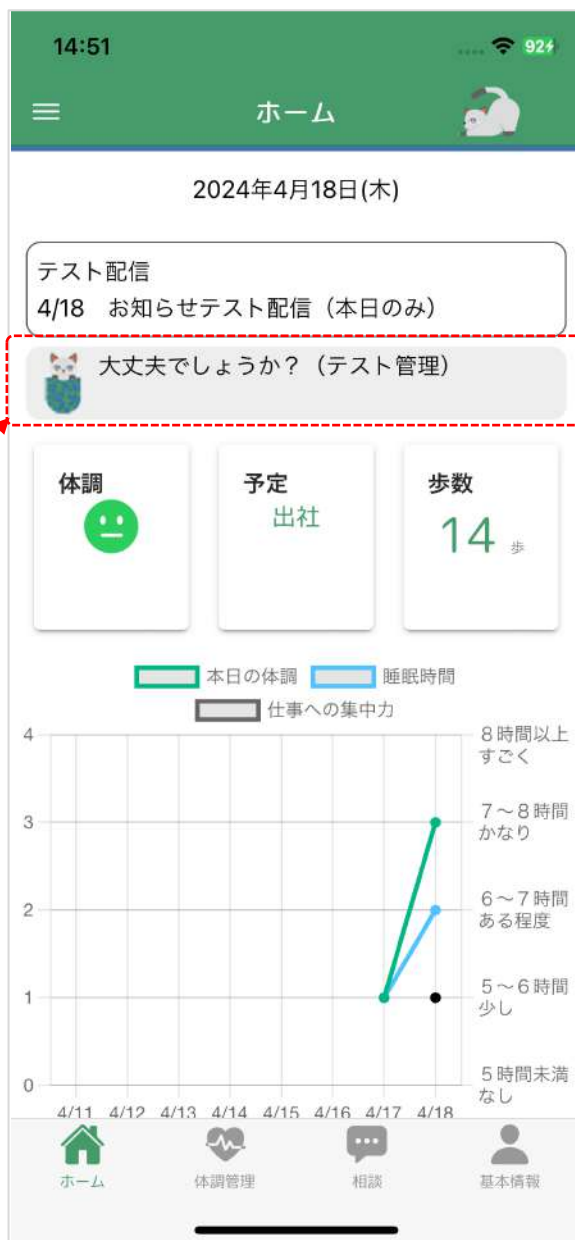 14:51
92
ホーム
2024年4月18日(木)
テスト配信
4/18　お知らせテスト配信（本日のみ）
大丈夫でしょうか？（テスト管理）
体調
予定
出社
歩数
14 歩
本日の体調 睡眠時間
仕事への集中力
4
8時間以上
すごく
3
7～8時間
かなり
2
6～7時間
ある程度
1
5～6時間
少し
0
5時間未満
なし
4/11 4/12 4/13 4/14 4/15 4/16 4/17 4/18
ホーム 体調管理 相談 基本情報